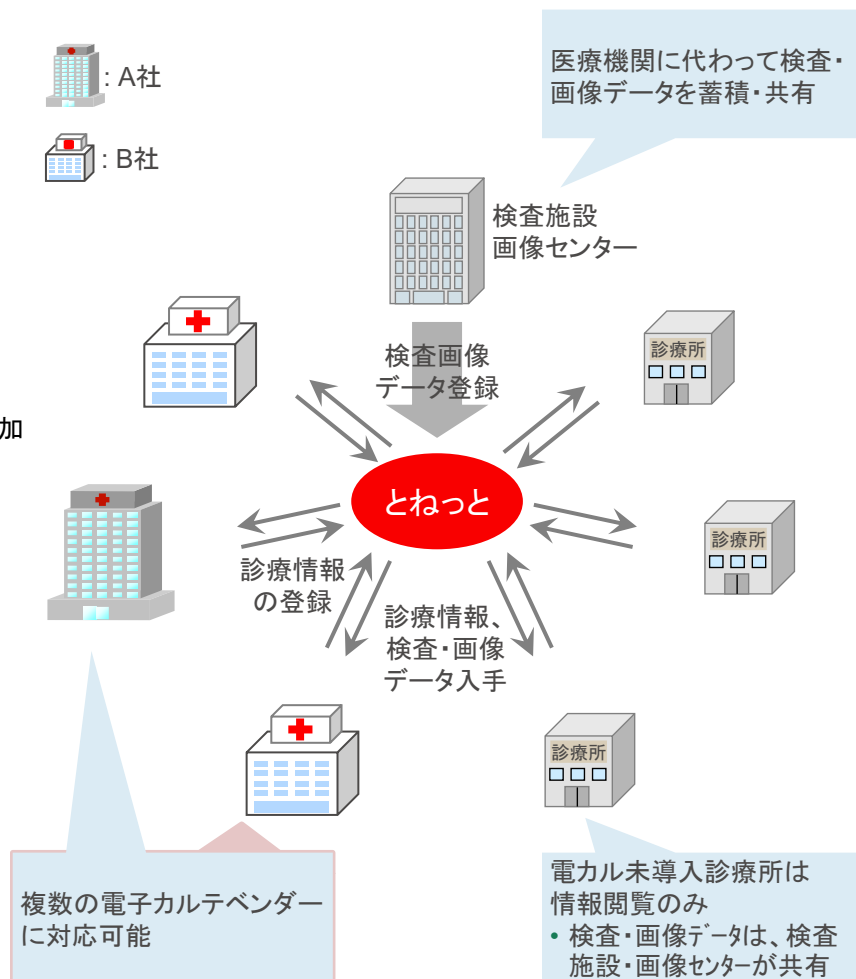 : A社
: B社
医療機関に代わって検査・
画像データを蓄積・共有
検査施設
画像センター
検査画像
データ登録
診療所
加
とねっと
診療所
診療情報
の登録
診療情報、
検査・画像
データ入手
診療所
複数の電子カルテベンダー
に対応可能
電カル未導入診療所は
情報閲覧のみ
• 検査・画像ﾃﾞｰﾀは、検査
施設・画像ｾﾝﾀｰが共有